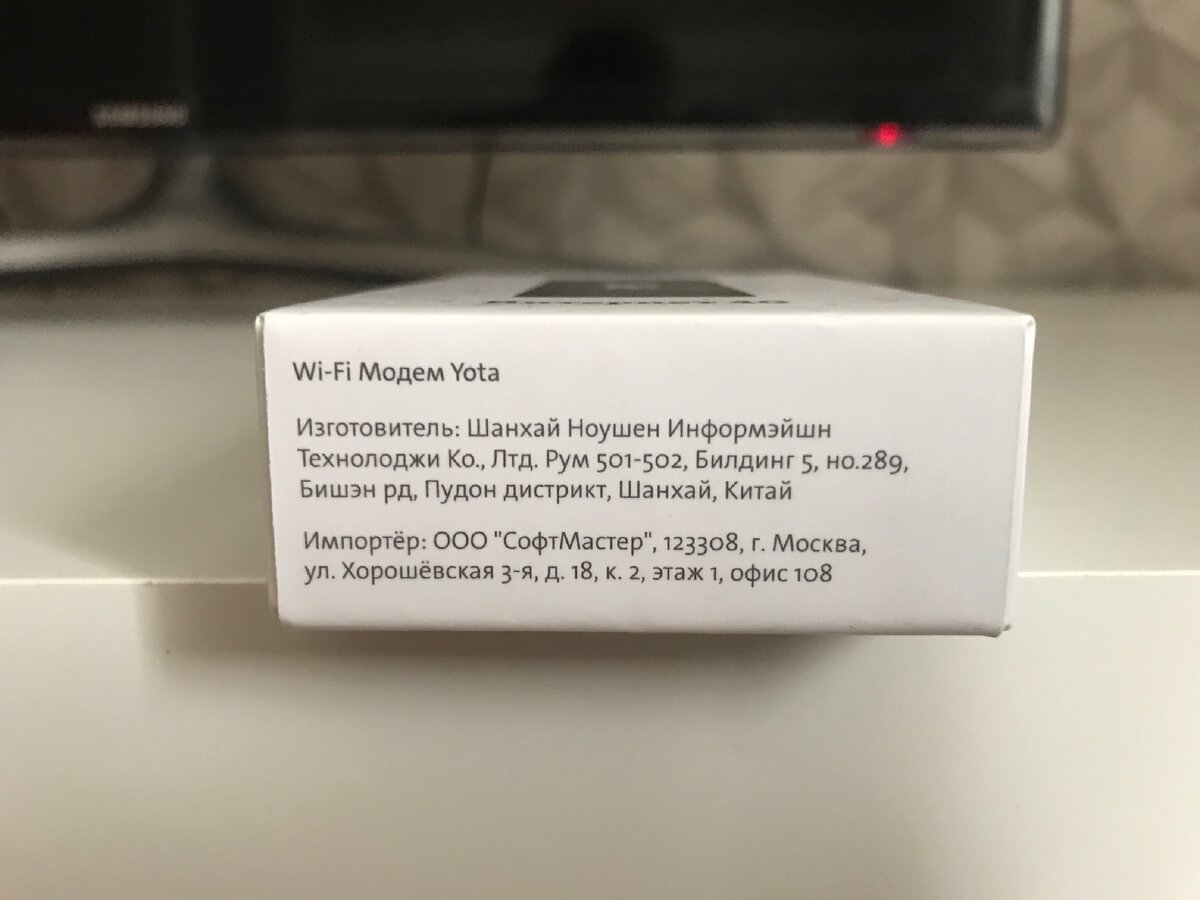 SAMSUNG
Wi-Fi Модем Yota
Изготовитель: Шанхай Ноушен Информэйшн
Технолоджи Ко., Лтд. Рум 501-502, Билдинг 5, но.289,
Бишэн рд, Пудон дистрикт, Шанхай, Китай
Импортёр: ООО "СофтМастер", 123308, г. Москва,
ул. Хорошёвская 3-я, д. 18, к. 2, этаж 1, офис 108